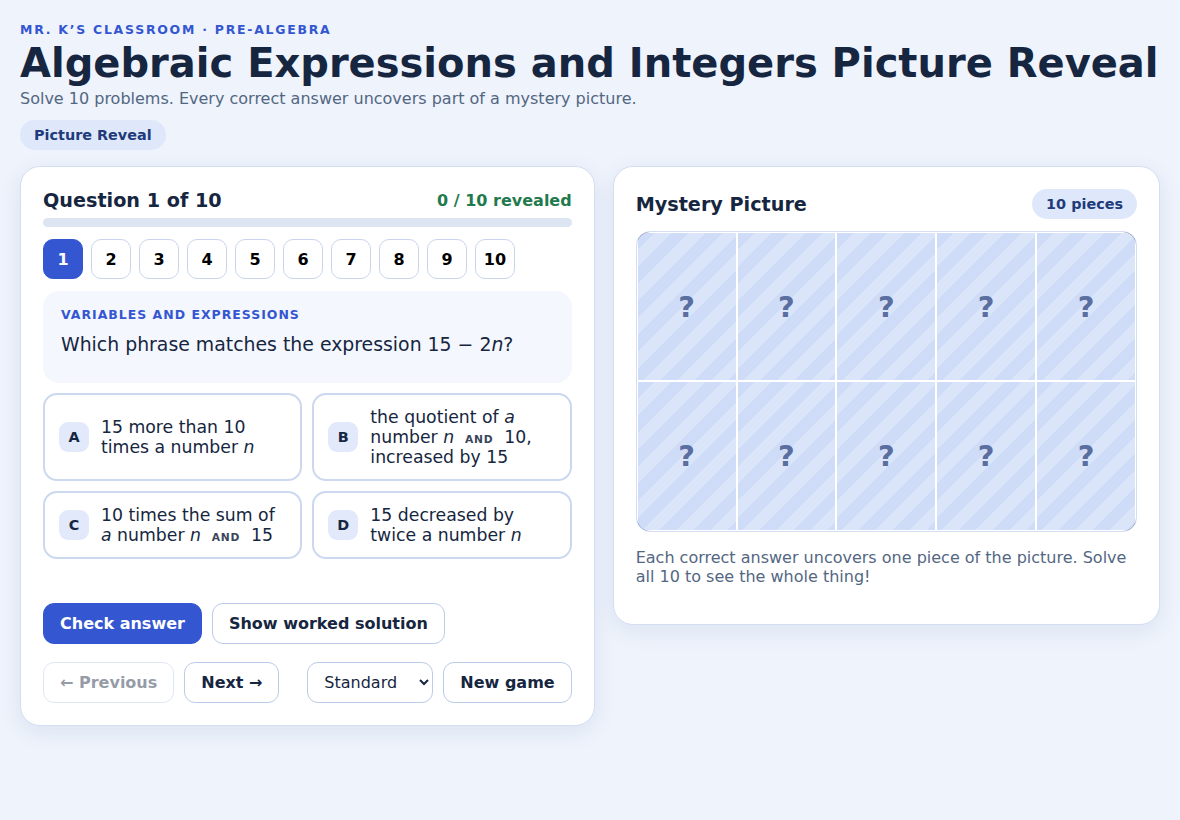 MR. K’S CLASSROOM · PRE-ALGEBRA
Algebraic Expressions and Integers Picture Reveal
Solve 10 problems. Every correct answer uncovers part of a mystery picture.
Picture Reveal
Question 1 of 10
0 / 10 revealed
1 2 3 4 5 6 7 8 9 10
VARIABLES AND EXPRESSIONS
Which phrase matches the expression 15 − 2n?
A
15 more than 10
times a number n
B
the quotient of a
number n AND 10,
increased by 15
C
10 times the sum of
a number n AND 15
D
15 decreased by
twice a number n
Check answer
Show worked solution
← Previous
Next →
Standard
New game
Mystery Picture
10 pieces
? ? ? ? ?
? ? ? ? ?
Each correct answer uncovers one piece of the picture. Solve
all 10 to see the whole thing!